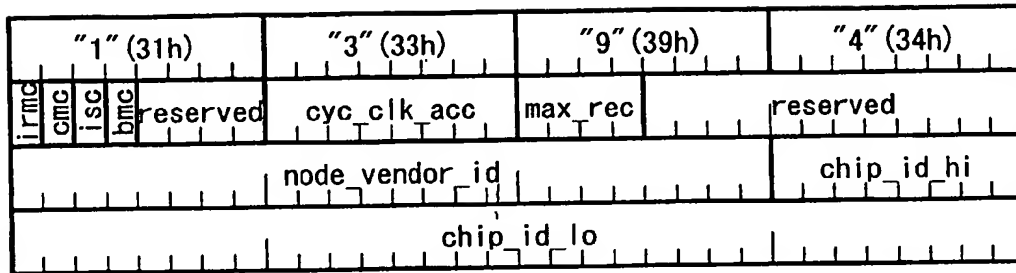 "1" (31h) "3" (33h) "9" (39h) "4" (34h)
irmc cmc isc bmc reserved cyc_clk_acc max_rec reserved
node_vendor_id chip_id_hi
chip_id_lo